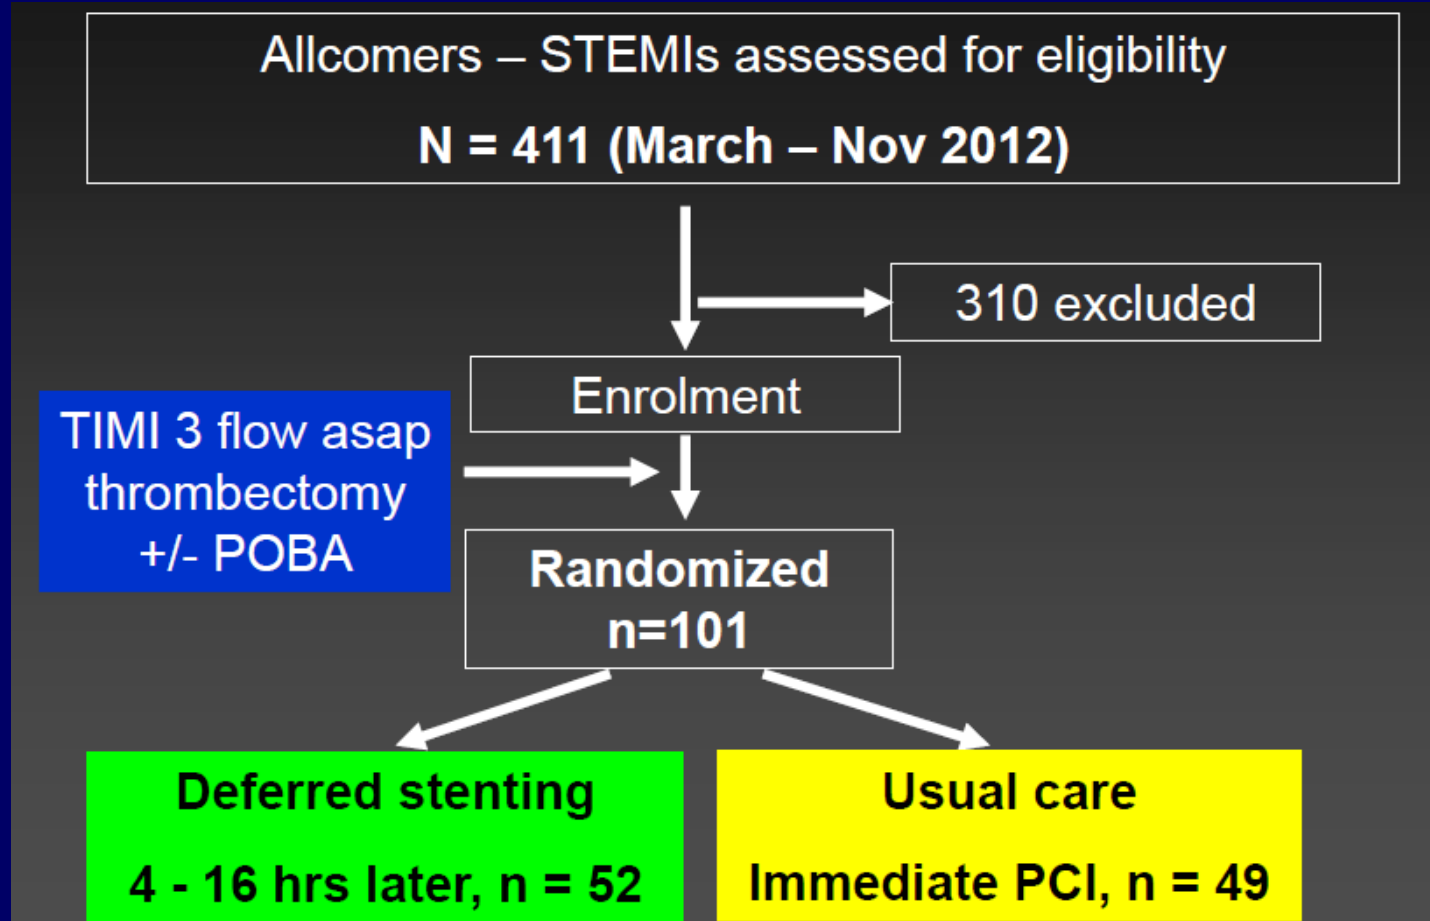 Allcomers – STEMIs assessed for eligibility
N = 411 (March – Nov 2012)
310 excluded
Enrolment
TIMI 3 flow asap
thrombectomy
+/- POBA
Randomized
n=101
Deferred stenting
4 - 16 hrs later, n = 52
Usual care
Immediate PCI, n = 49